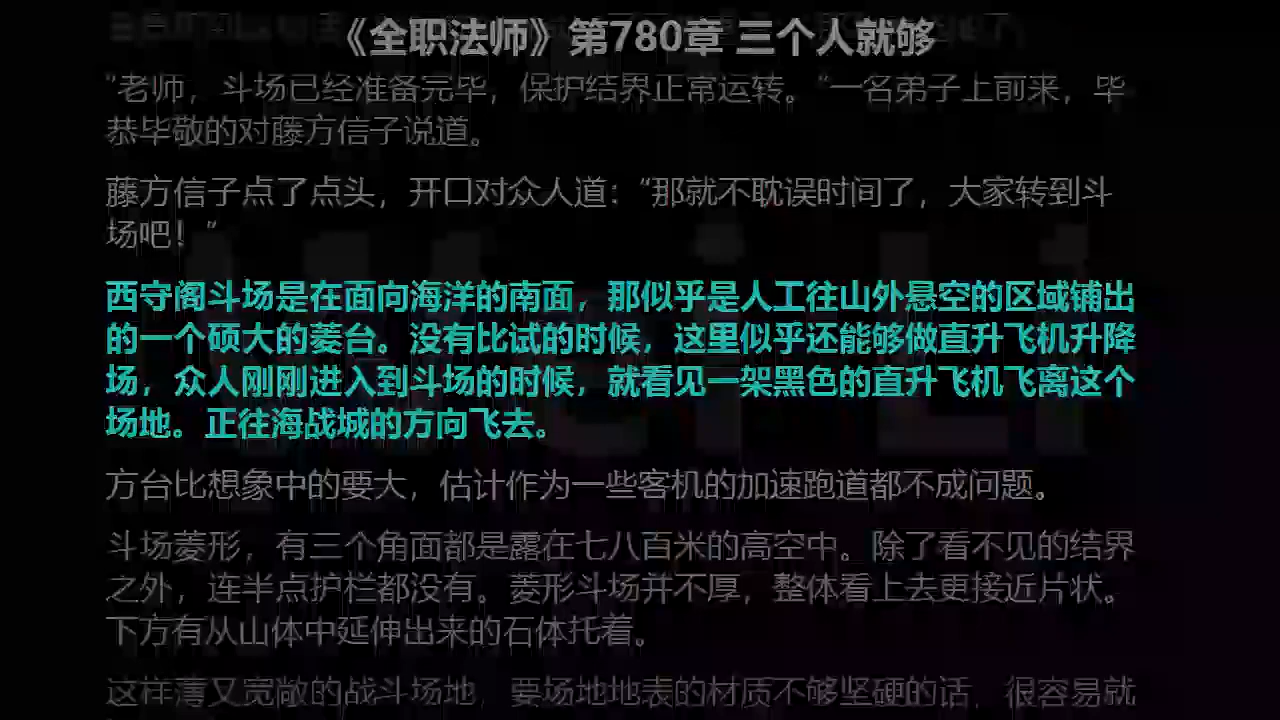 《全职法师》第780章 三个人就够
“老师，斗场已经准备完毕，保护结界正常运转。“一名弟子上前来，毕
恭毕敬的对藤方信子说道。
藤方信子点了点头，开口对众人道：“那就不耽误时间了，大家转到斗
场吧！”
西守阁斗场是在面向海洋的南面，那似乎是人工往山外悬空的区域铺出
的一个硕大的菱台。没有比试的时候，这里似乎还能够做直升飞机升降
场，众人刚刚进入到斗场的时候，就看见一架黑色的直升飞机飞离这个
场地。正往海战城的方向飞去。
方台比想象中的要大，估计作为一些客机的加速跑道都不成问题。
斗场菱形，有三个角面都是露在七八百米的高空中。除了看不见的结界
之外，连半点护栏都没有。菱形斗场并不厚，整体看上去更接近片状。
下方有从山体中延伸出来的石体托着。
这样薄又宽敞的战斗场地，要场地地表的材质不够坚硬的话，很容易就